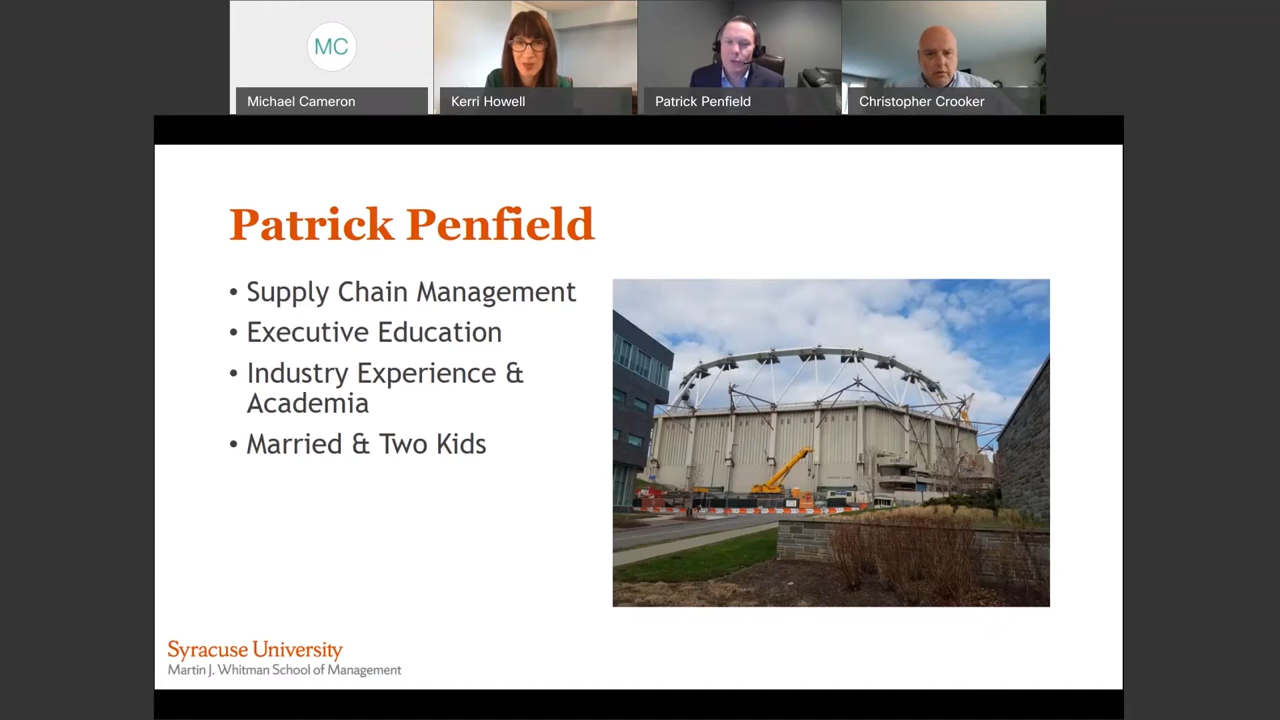 MC
Michael Cameron
Kerri Howell
Patrick Penfield
Christopher Crooker
Patrick Penfield
• Supply Chain Management
• Executive Education
• Industry Experience &
Academia
• Married & Two Kids
Syracuse University
Martin J. Whitman School of Management